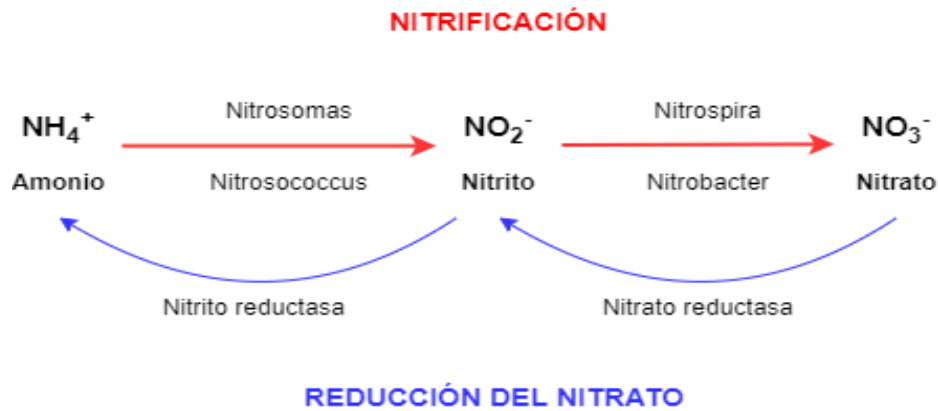 NITRIFICACIÓN
Nitrosomas
Nitrospira
NH₄⁺
NO₂⁻
NO₃⁻
Amonio
Nitrosococcus
Nitrito
Nitrobacter
Nitrato
Nitrito reductasa
Nitrato reductasa
REDUCCIÓN DEL NITRATO